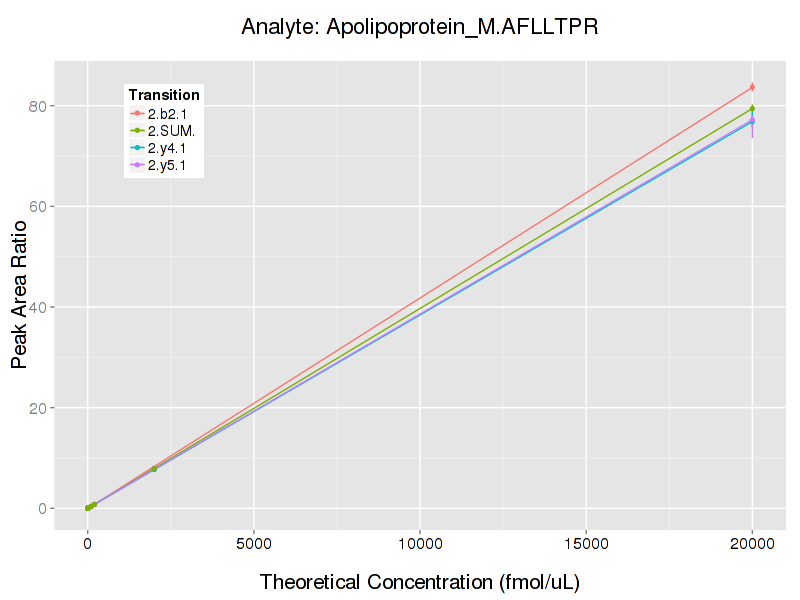 Analyte: Apolipoprotein_M.AFLLTPR
Transition
2.b2.1
2.SUM.
2.y4.1
2.y5.1
80
60
40
20
0
Peak Area Ratio
0 5000 10000 15000 20000
Theoretical Concentration (fmol/uL)